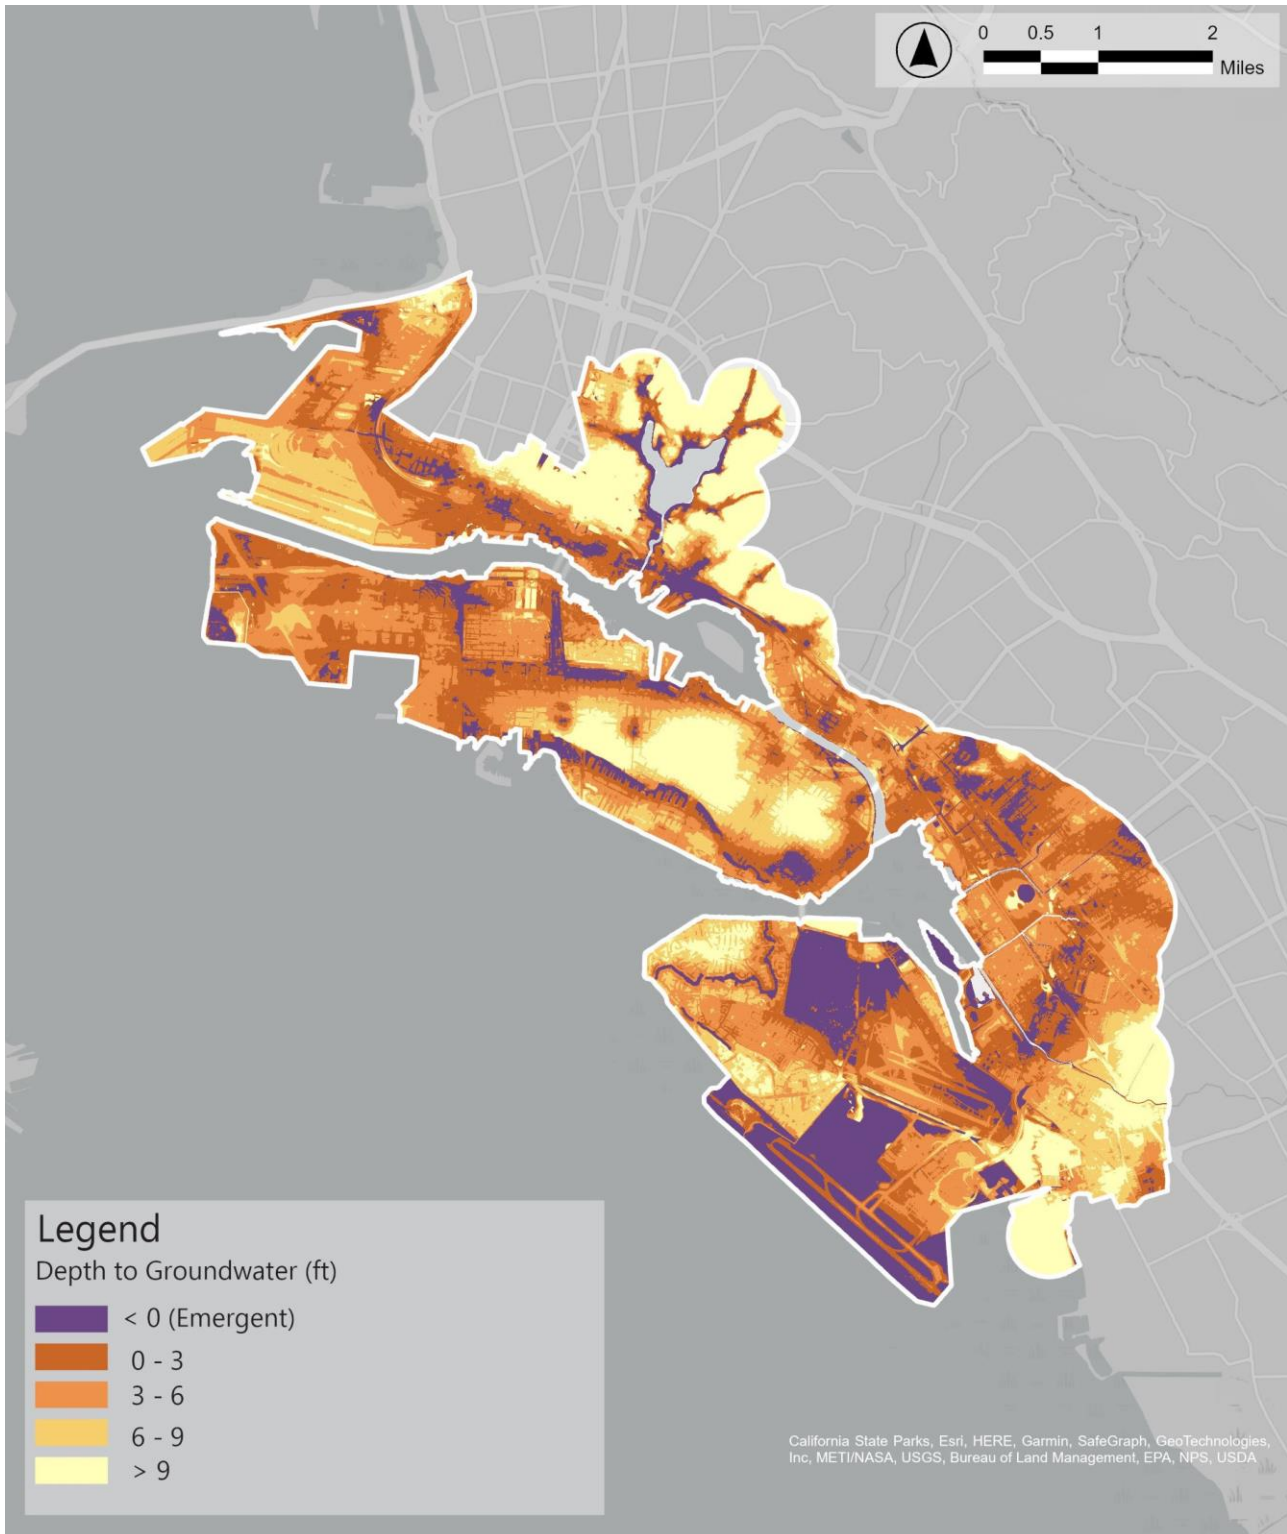 0 0.5 1 2
Miles
Legend
Depth to Groundwater (ft)
< 0 (Emergent)
0 - 3
3 - 6
6 - 9
> 9
California State Parks, Esri, HERE, Garmin, SafeGraph, GeoTechnologies,
Inc, METI/NASA, USGS, Bureau of Land Management, EPA, NPS, USDA